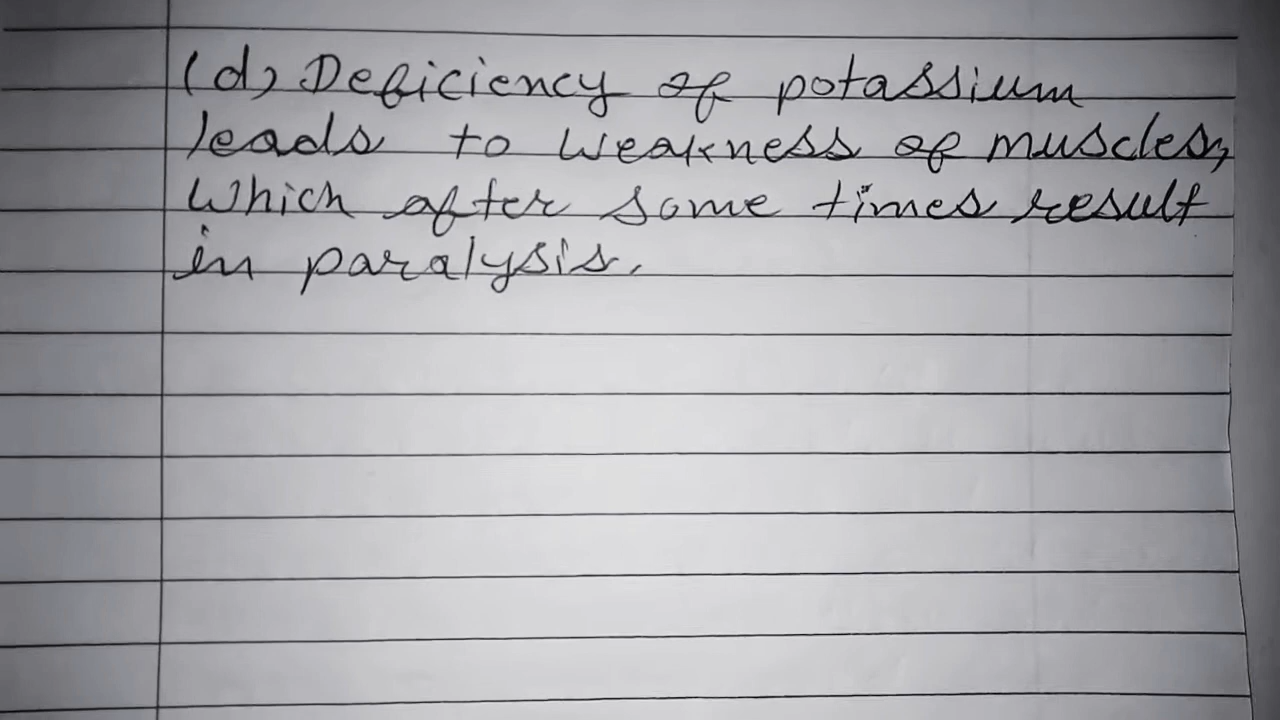 (d) Deficiency of potassium
leads to weakness of muscles,
which after some times result
in paralysis.